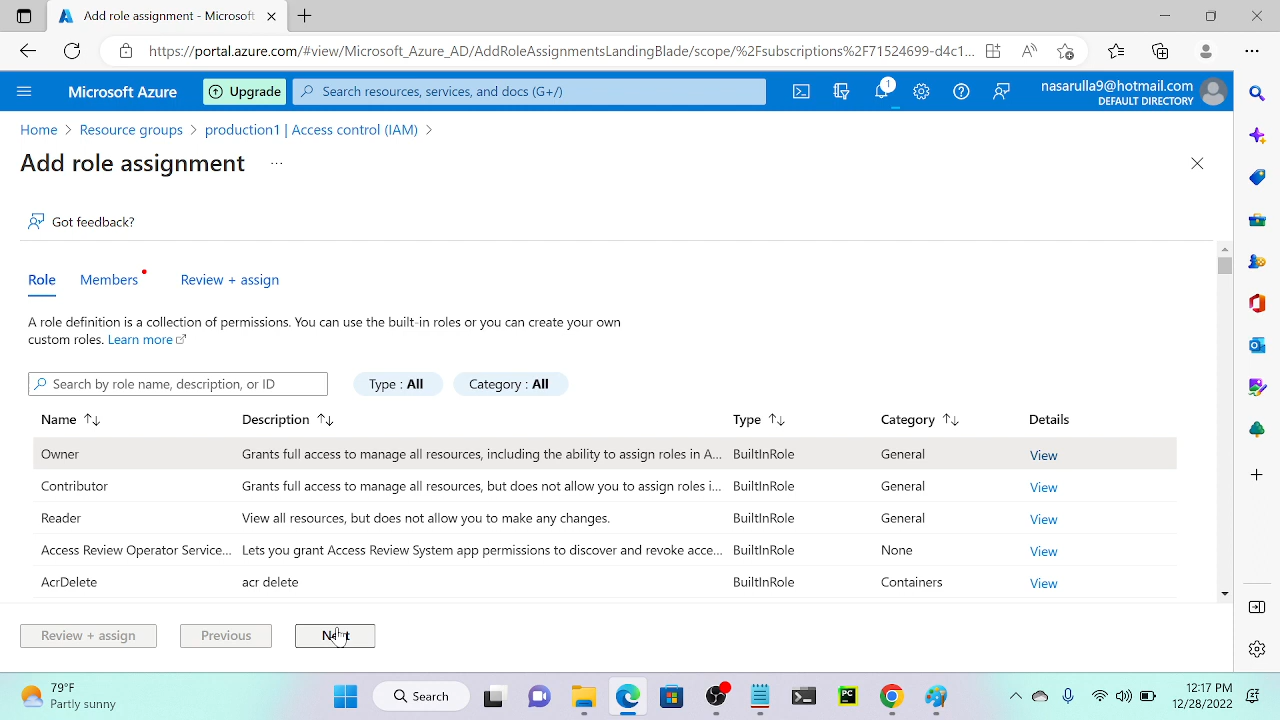 Add role assignment - Microsoft
https://portal.azure.com/#view/Microsoft_Azure_AD/AddRoleAssignmentsLandingBlade/scope/%2Fsubscriptions%2F71524699-d4c1...
Microsoft Azure
Upgrade
Search resources, services, and docs (G+/)
1
nasarulla9@hotmail.com
DEFAULT DIRECTORY
Home > Resource groups > production1 | Access control (IAM) >
Add role assignment ...
Got feedback?
Role Members Review + assign
A role definition is a collection of permissions. You can use the built-in roles or you can create your own
custom roles. Learn more
Search by role name, description, or ID
Type : All
Category : All
Name Description Type Category Details
Owner Grants full access to manage all resources, including the ability to assign roles in A... BuiltInRole General View
Contributor Grants full access to manage all resources, but does not allow you to assign roles i... BuiltInRole General View
Reader View all resources, but does not allow you to make any changes. BuiltInRole General View
Access Review Operator Service... Lets you grant Access Review System app permissions to discover and revoke acce... BuiltInRole None View
AcrDelete acr delete BuiltInRole Containers View
Review + assign Previous Next
79°F
Partly sunny
Search
PC
12:17 PM
12/28/2022